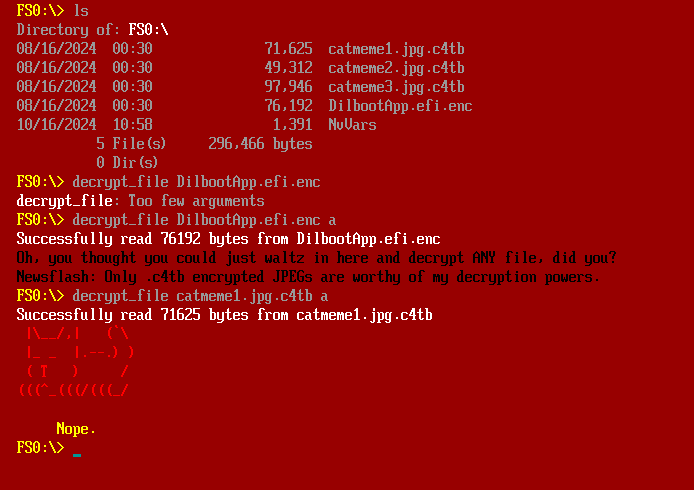 FS0:\> ls
Directory of: FS0:\
08/16/2024  00:30              71,625  catmeme1.jpg.c4tb
08/16/2024  00:30              49,312  catmeme2.jpg.c4tb
08/16/2024  00:30              97,946  catmeme3.jpg.c4tb
08/16/2024  00:30              76,192  DilbootApp.efi.enc
10/16/2024  10:58               1,391  NvVars
          5 File(s)     296,466 bytes
          0 Dir(s)
FS0:\> decrypt_file DilbootApp.efi.enc
decrypt_file: Too few arguments
FS0:\> decrypt_file DilbootApp.efi.enc a
Successfully read 76192 bytes from DilbootApp.efi.enc
Oh, you thought you could just waltz in here and decrypt ANY file, did you?
Newsflash: Only .c4tb encrypted JPEGs are worthy of my decryption powers.
FS0:\> decrypt_file catmeme1.jpg.c4tb a
Successfully read 71625 bytes from catmeme1.jpg.c4tb
 |\__/,|   (`\
 |_ _  |.--.) )
 ( T   )     /
(((^_(((/(((_/
     Nope.
FS0:\> _